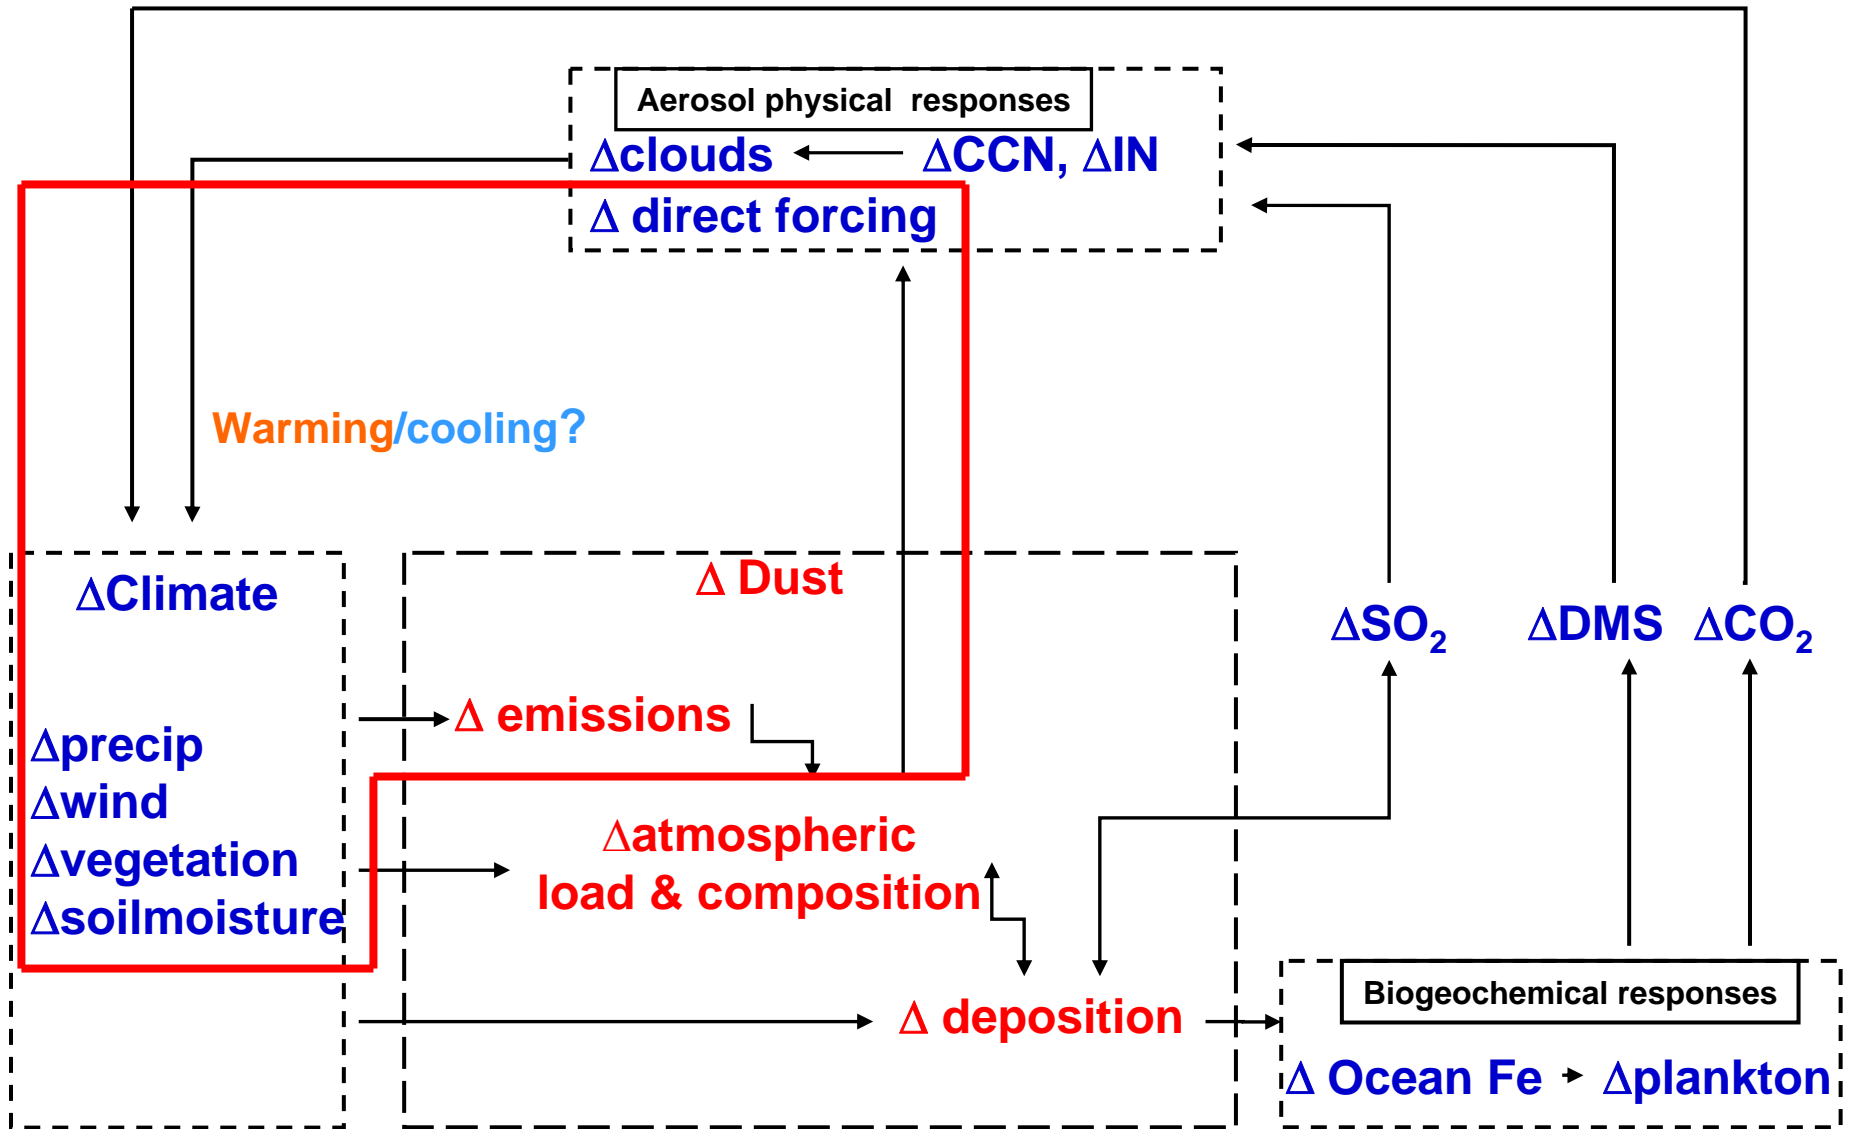 Aerosol physical responses
Δclouds ΔCCN, ΔIN
Δ direct forcing
Warming/cooling?
ΔClimate
Δprecip
Δwind
Δvegetation
Δsoilmoisture
Δ Dust
Δ emissions
Δatmospheric
load & composition
Δ deposition
ΔSO₂ ΔDMS ΔCO₂
Biogeochemical responses
Δ Ocean Fe Δplankton